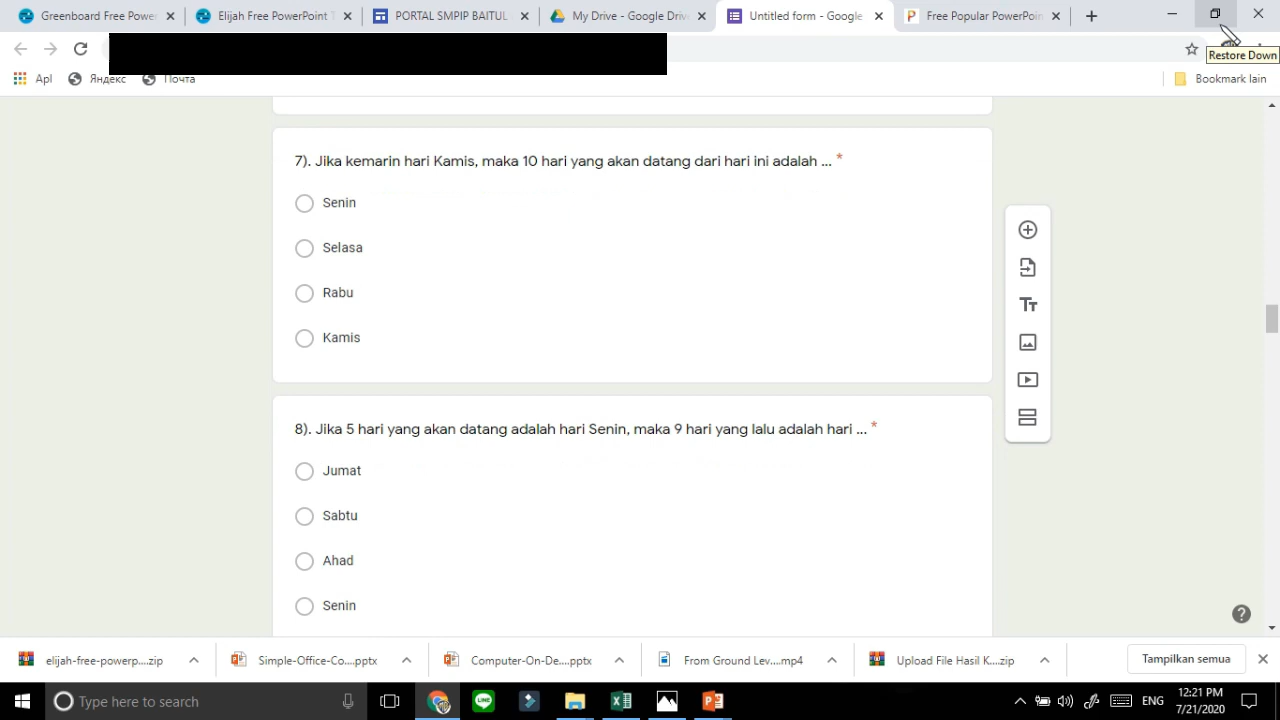 Greenboard Free Power
Elijah Free PowerPoint T
PORTAL SMPIP BAITUL
My Drive - Google Driv
Untitled form - Google
Free Popular PowerPoin
Restore Down
Apl
Яндекс
Почта
Bookmark lain
7). Jika kemarin hari Kamis, maka 10 hari yang akan datang dari hari ini adalah ... *
Senin
Selasa
Rabu
Kamis
Tт
8). Jika 5 hari yang akan datang adalah hari Senin, maka 9 hari yang lalu adalah hari ... *
Jumat
Sabtu
Ahad
Senin
elijah-free-powerp....zip
Simple-Office-Co....pptx
Computer-On-De....pptx
From Ground Lev....mp4
Upload File Hasil K....zip
Tampilkan semua
Type here to search
ENG
12:21 PM
7/21/2020